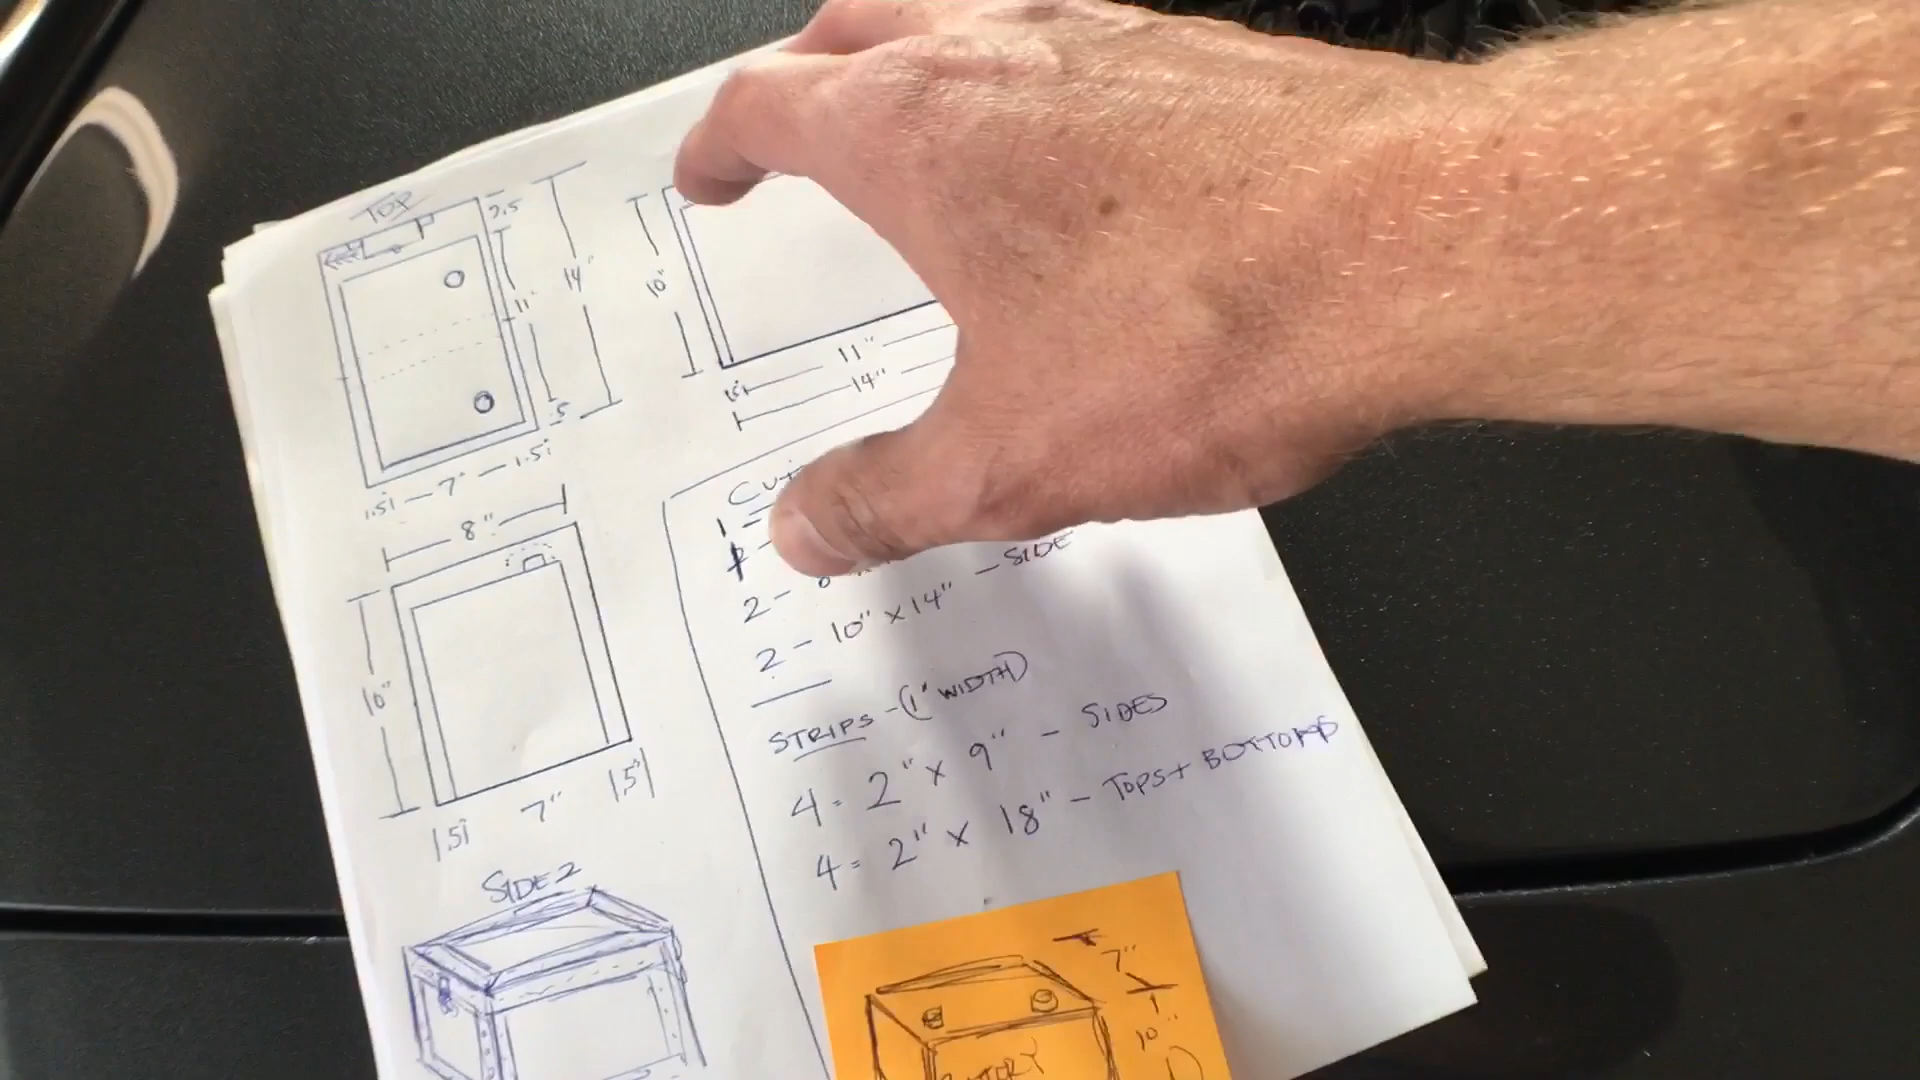 TOP
2.5
11"
14"
.5
1.5" - 7" - 1.5"
10"
11"
14"
8"
10"
1.5"
7"
1.5"
SIDE 2
1 -
2 - 8"
2 - 10" x 14" - SIDE
STRIPS - (1" WIDTH)
4 - 2" x 9" - SIDES
4 = 2" x 18" - TOPS + BOTTOMS
7"
10"